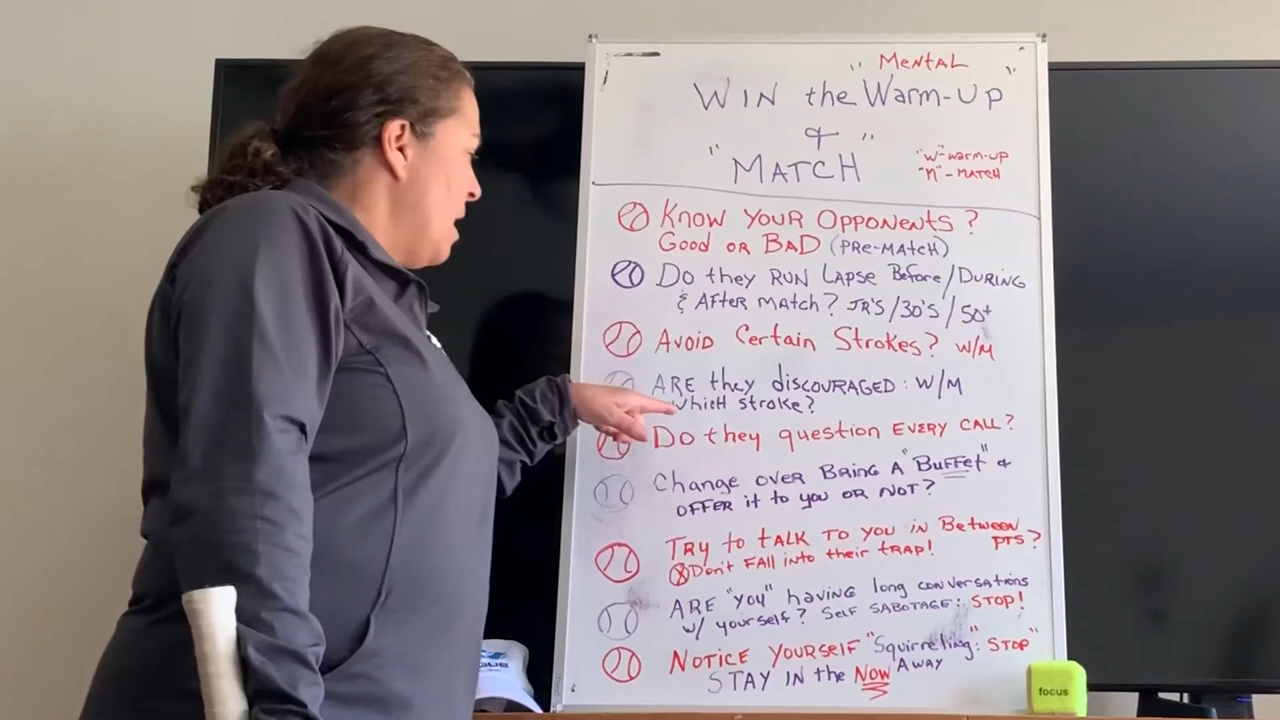 "Mental"
WIN the "Warm-Up
&
"MATCH"
"W"-warm-up
"M"-MATCH
KNOW YOUR OPPONENTS?
Good or BAD (PRE-MATCH)
Do they RUN LAPSE Before/DURING
& AFter match? JR'S/30'S/50+
AVOID Certain Strokes? W/M
ARE they discouraged: W/M
which stroke?
Do they question EVERY CALL?
Change over Bring A "Buffet" &
OFFER it to you OR NOT?
TRY to talk TO YOU in Between
PTS?
Don't FAll into their TRAP!
ARE "you" having long conversations
w/ yourself? Self SABOTAGE: STOP!
NOTICE YOURSELF "Squirreling:" STOP"
STAY IN the NOW AWAY
focus